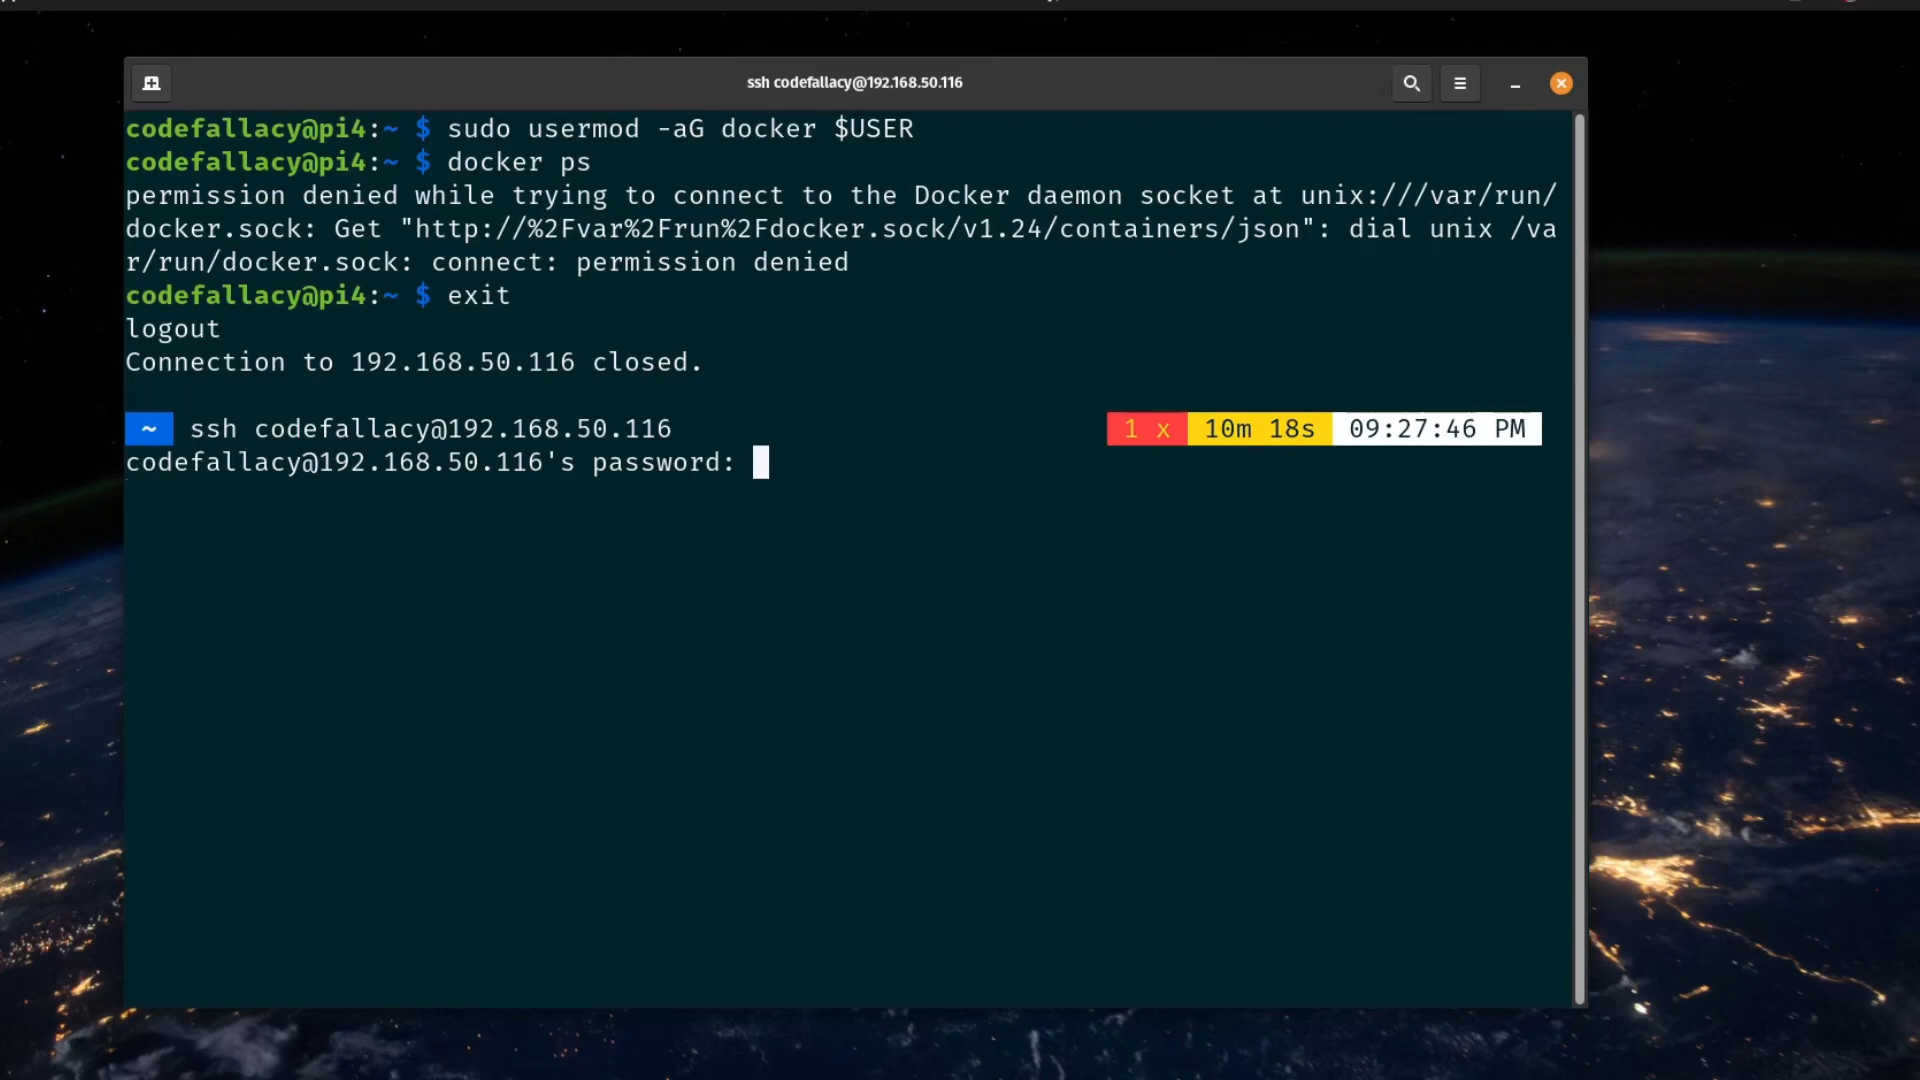 ssh codefallacy@192.168.50.116
codefallacy@pi4:~ $ sudo usermod -aG docker $USER
codefallacy@pi4:~ $ docker ps
permission denied while trying to connect to the Docker daemon socket at unix:///var/run/
docker.sock: Get "http://%2Fvar%2Frun%2Fdocker.sock/v1.24/containers/json": dial unix /va
r/run/docker.sock: connect: permission denied
codefallacy@pi4:~ $ exit
logout
Connection to 192.168.50.116 closed.
~ ssh codefallacy@192.168.50.116 1 x 10m 18s 09:27:46 PM
codefallacy@192.168.50.116's password: